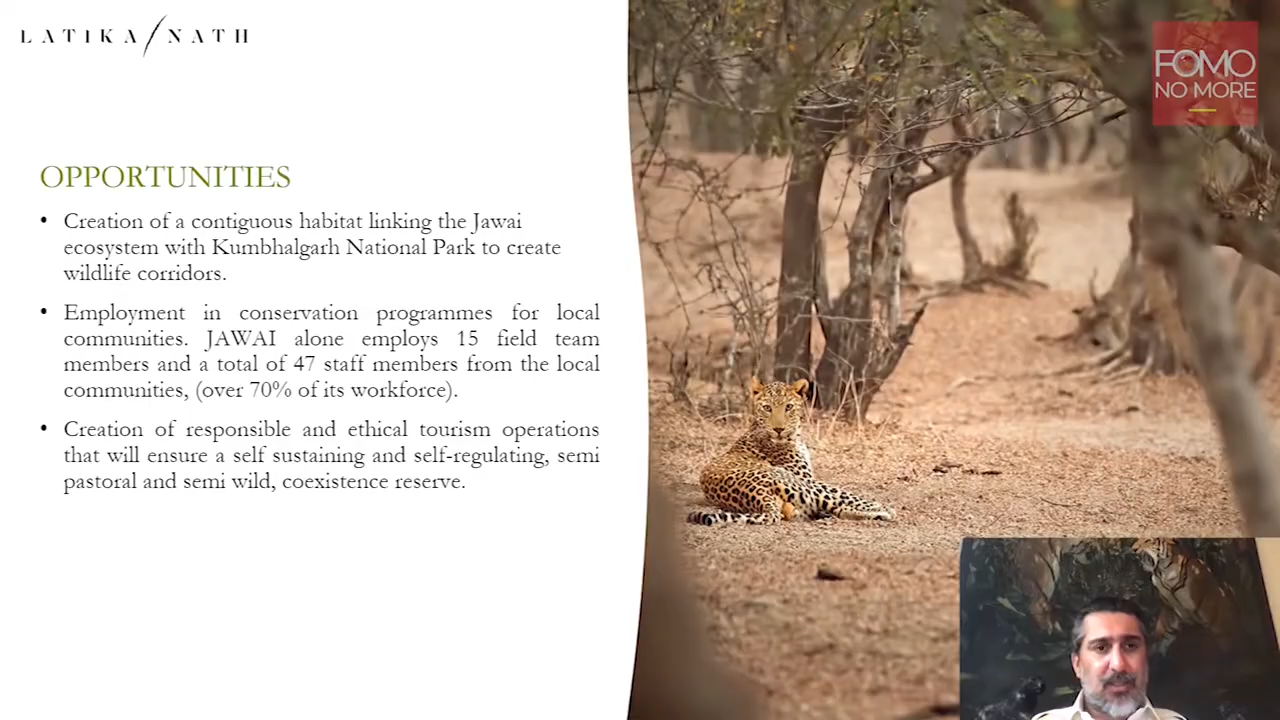 LATIKA/NATH
FOMO
NO MORE
OPPORTUNITIES
• Creation of a contiguous habitat linking the Jawai
ecosystem with Kumbhalgarh National Park to create
wildlife corridors.
• Employment in conservation programmes for local
communities. JAWAI alone employs 15 field team
members and a total of 47 staff members from the local
communities, (over 70% of its workforce).
• Creation of responsible and ethical tourism operations
that will ensure a self sustaining and self-regulating, semi
pastoral and semi wild, coexistence reserve.